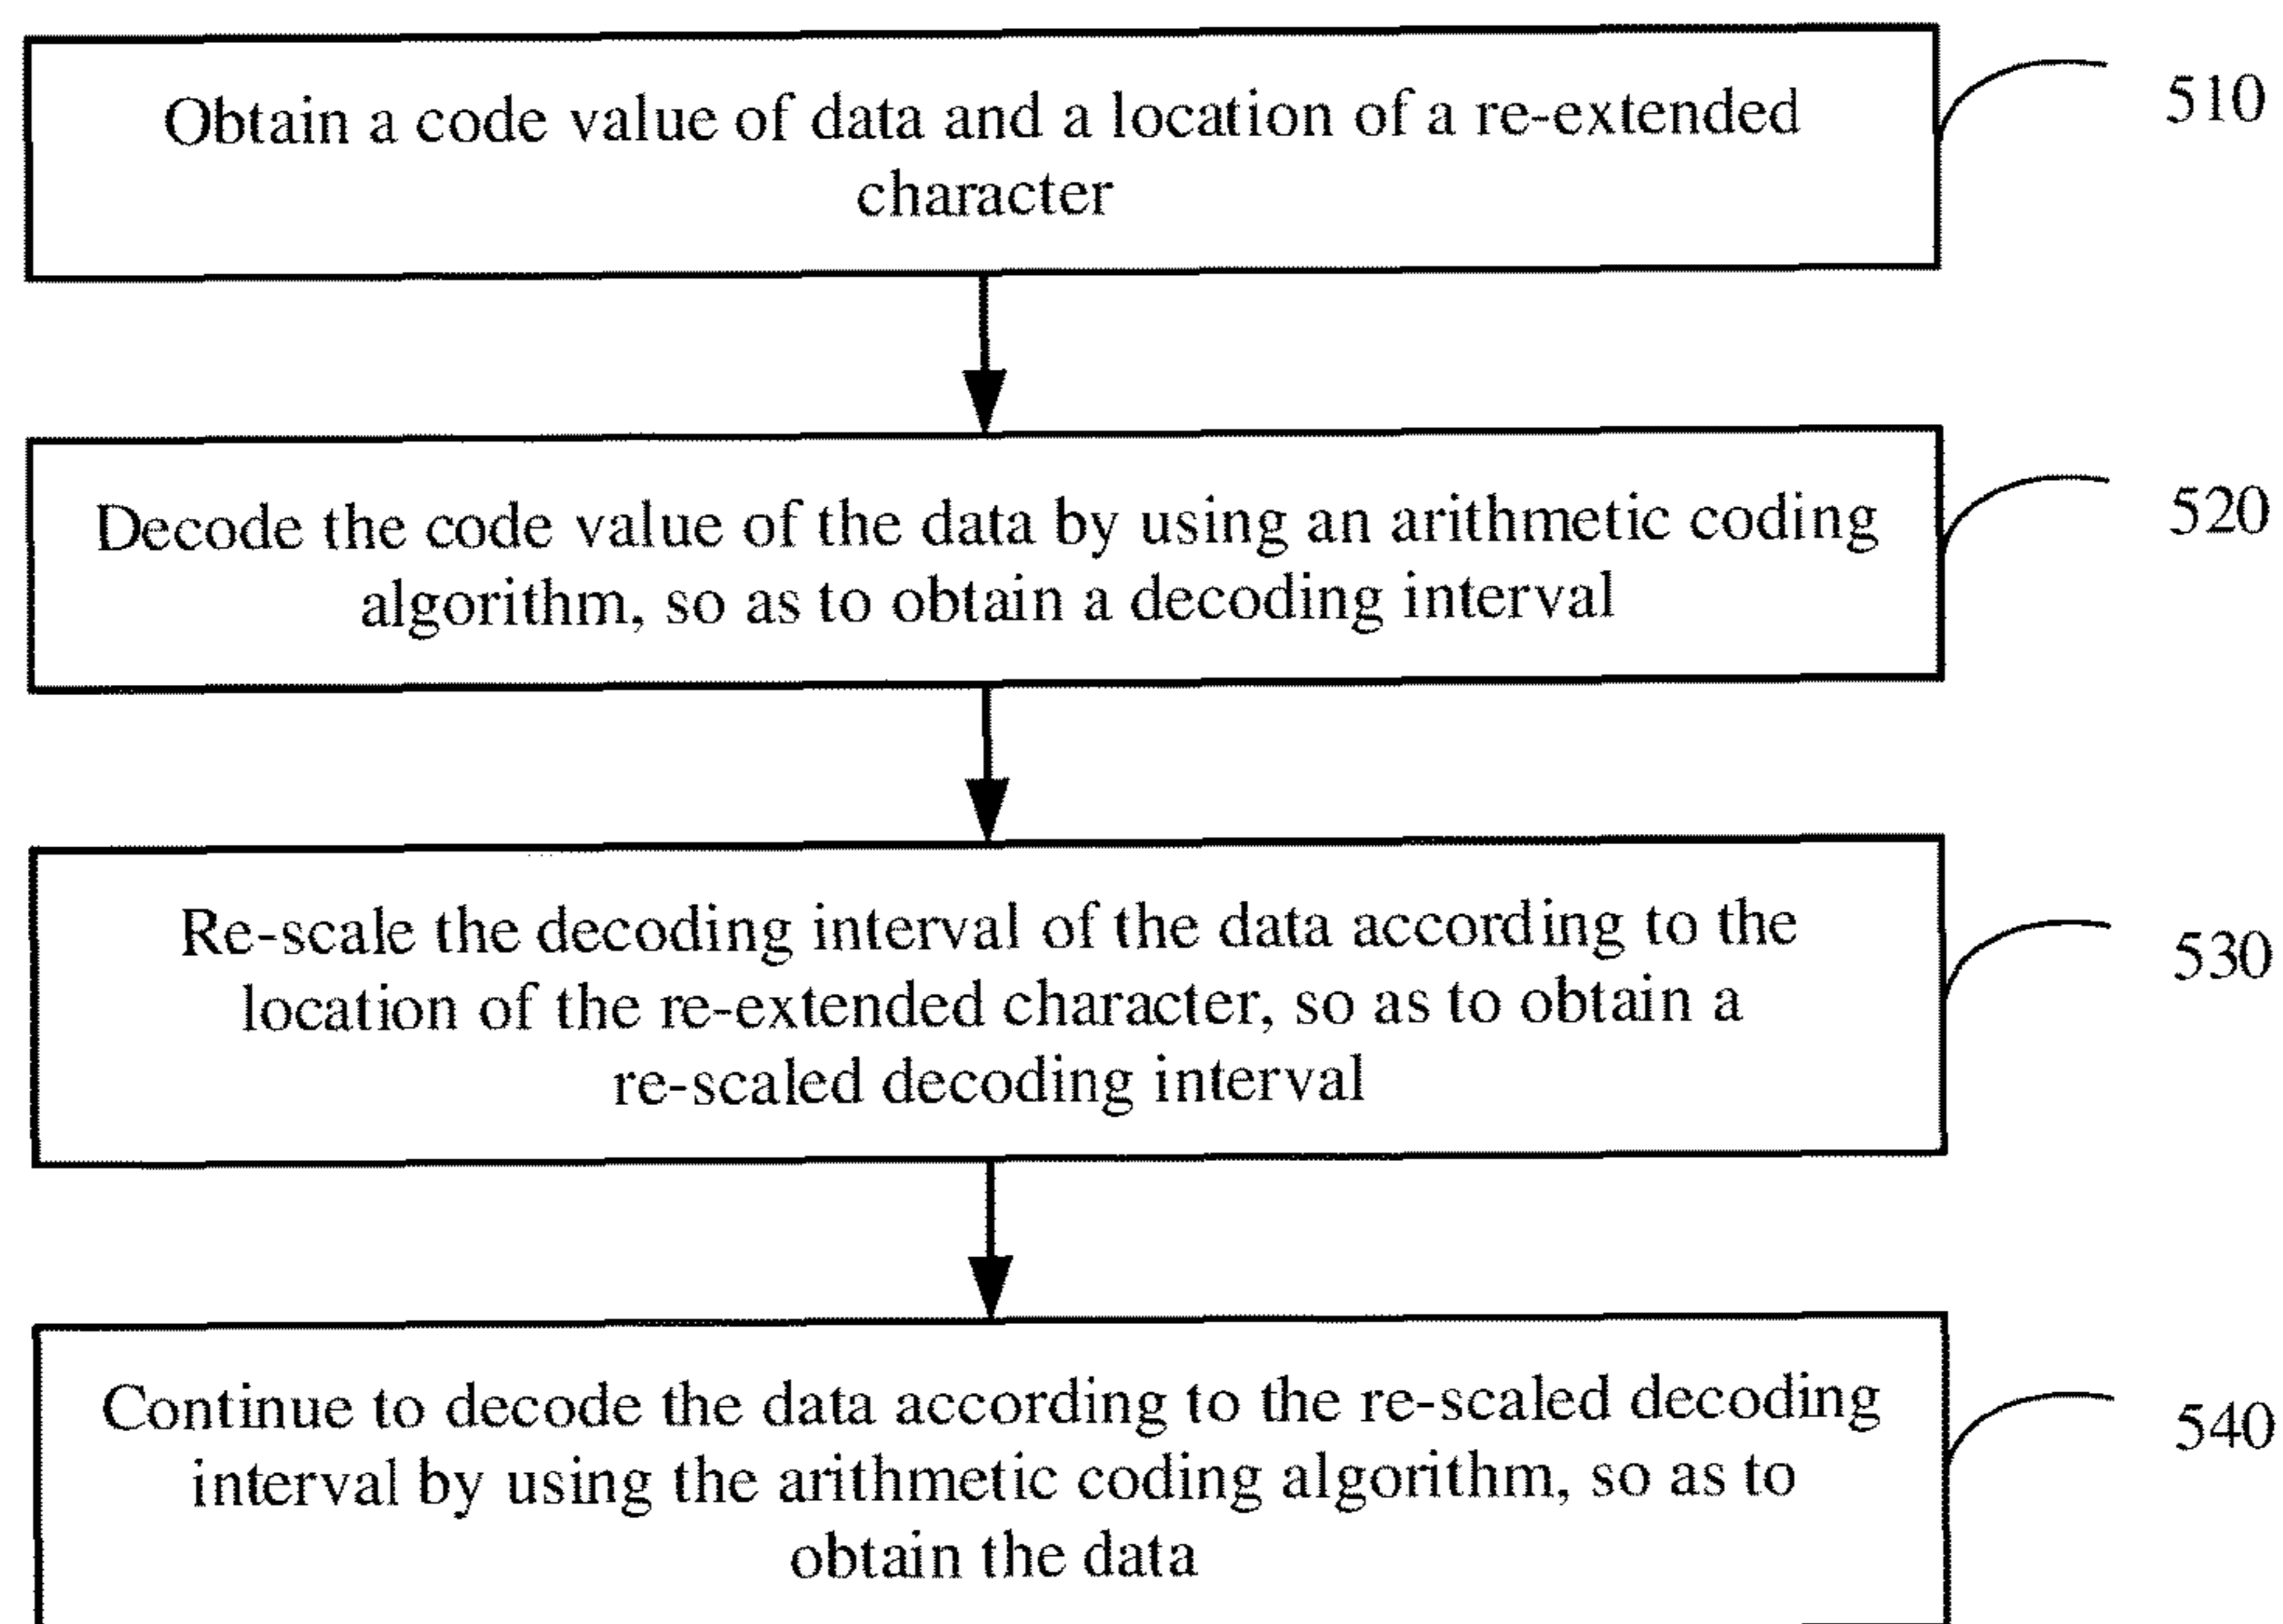 Obtain a code value of data and a location of a re-extended
character
510
Decode the code value of the data by using an arithmetic coding
algorithm, so as to obtain a decoding interval
520
Re-scale the decoding interval of the data according to the
location of the re-extended character, so as to obtain a
re-scaled decoding interval
530
Continue to decode the data according to the re-scaled decoding
interval by using the arithmetic coding algorithm, so as to
obtain the data
540